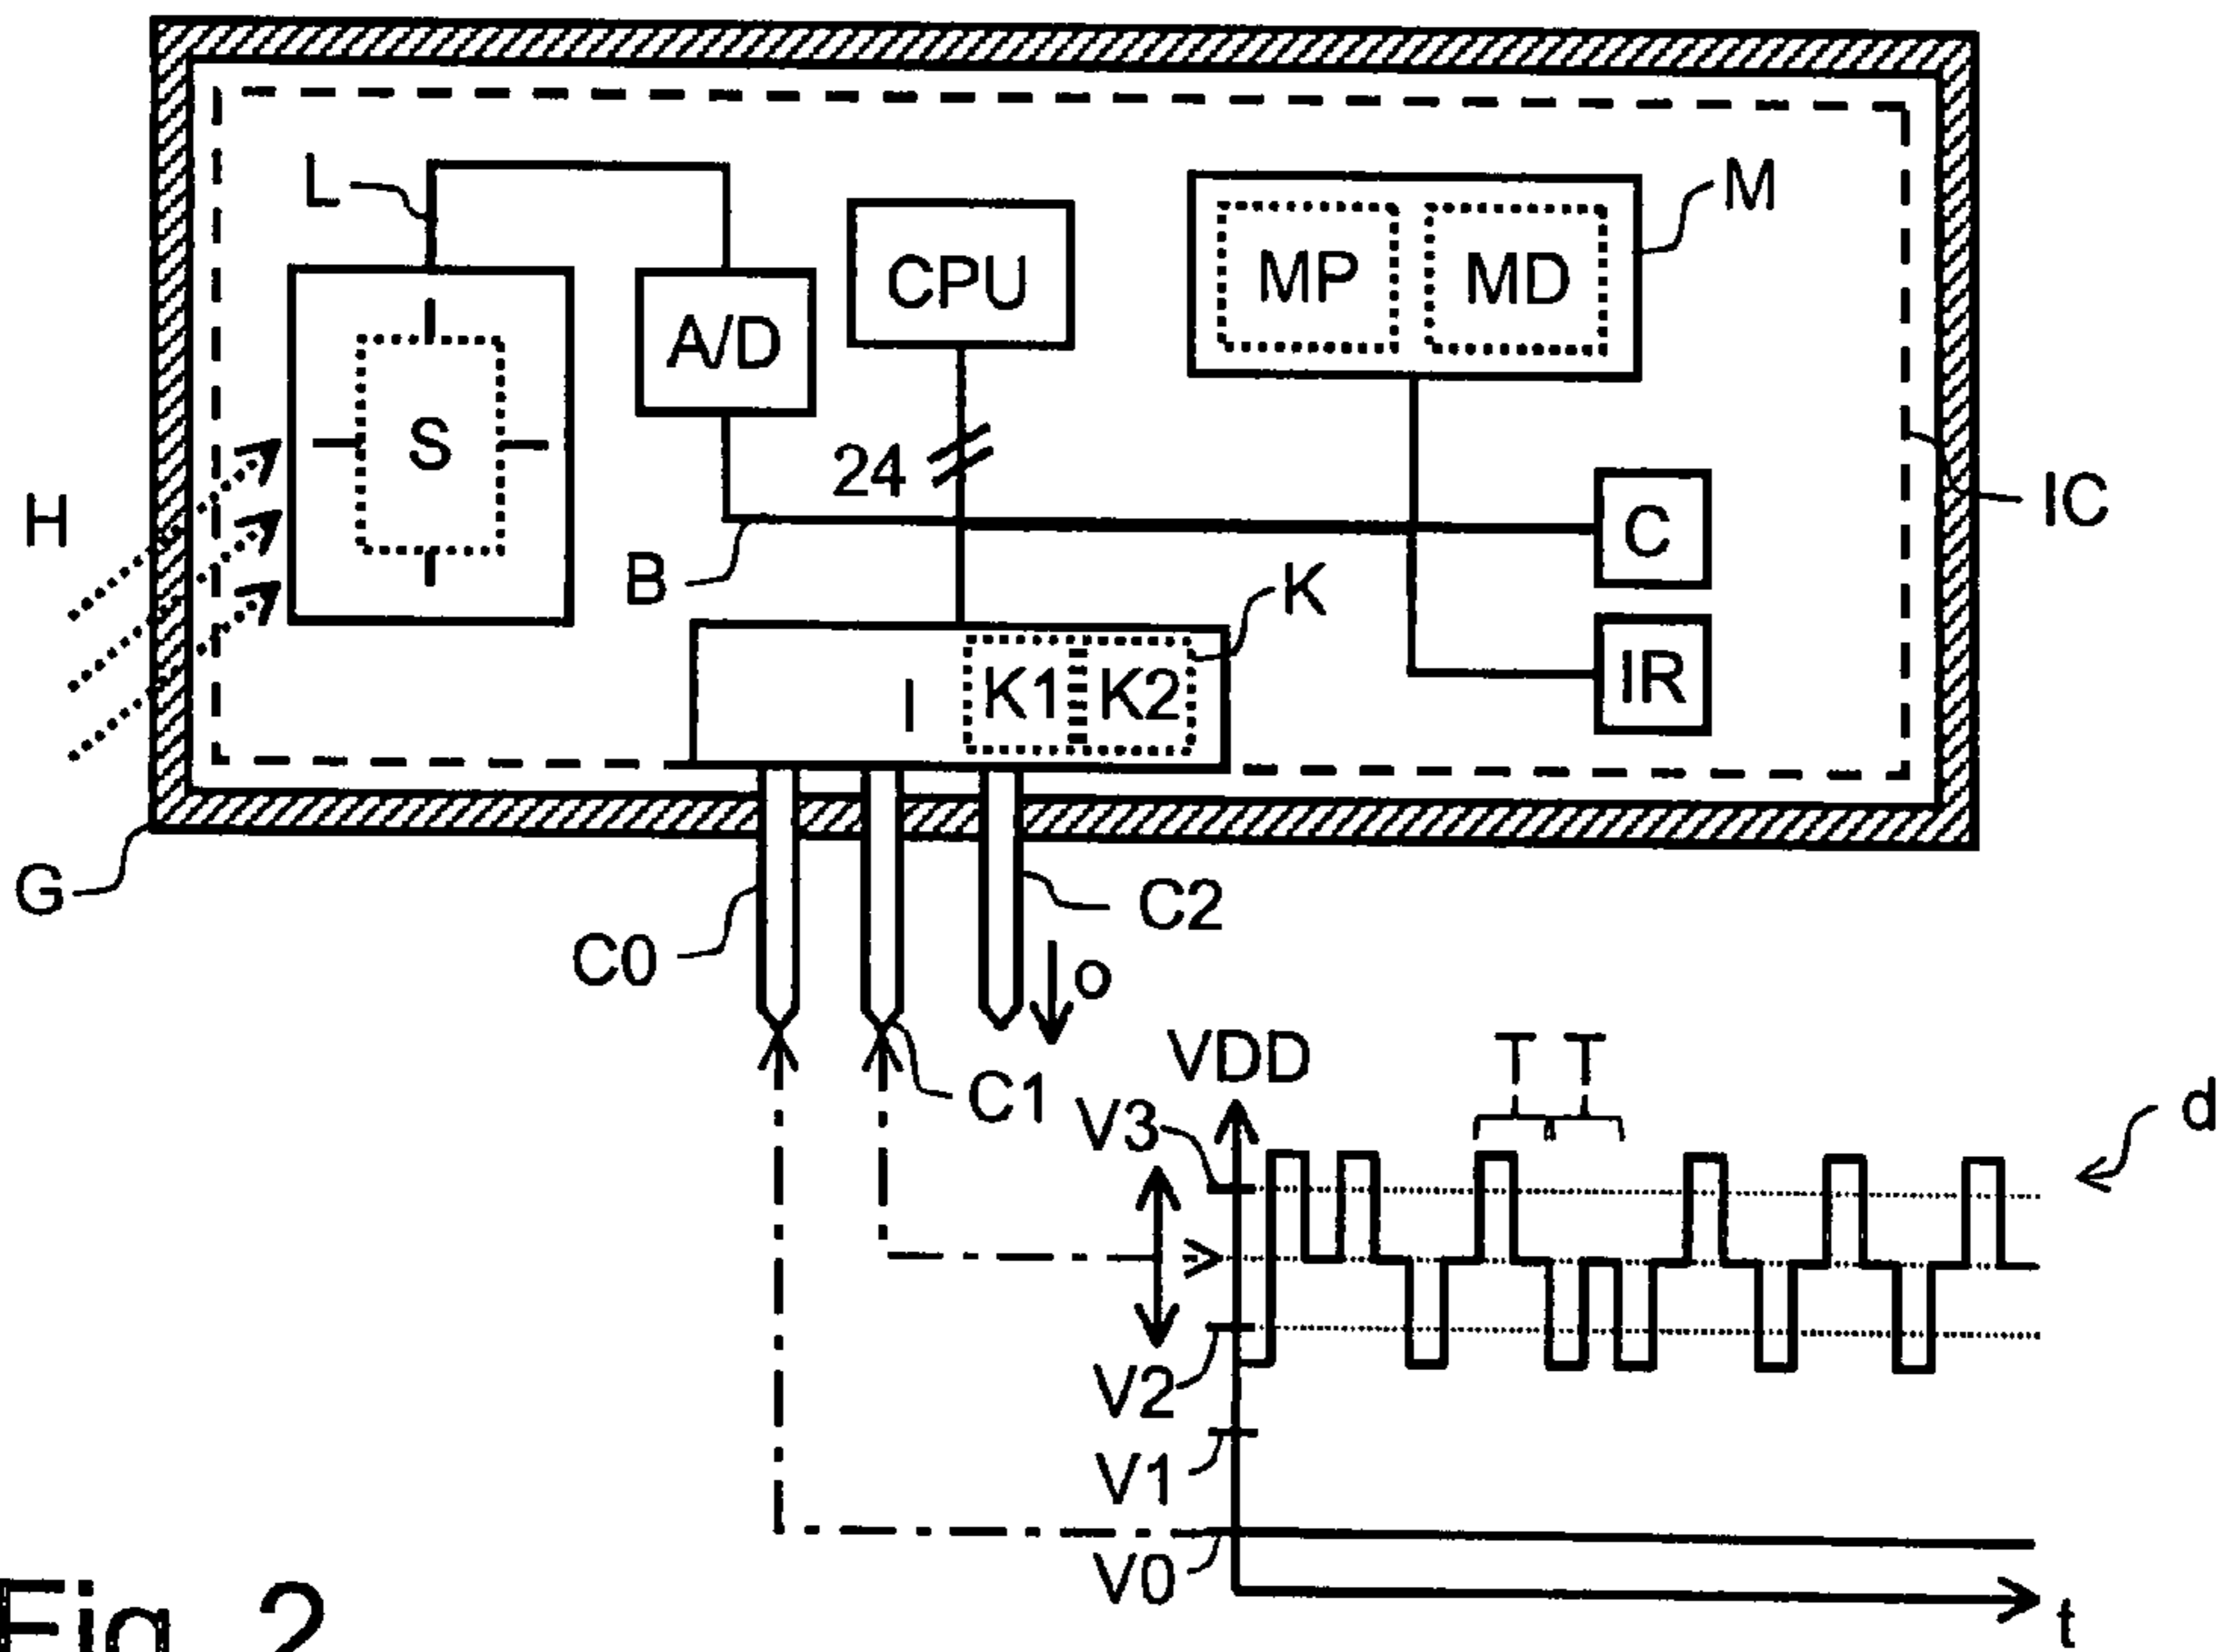 L
M
CPU
MP
MD
A/D
S
24
H
IC
C
B
K
IR
I
K1
K2
G
C2
C0
o
VDD
T T
C1
V3
d
V2
V1
V0
t
Fig. 2